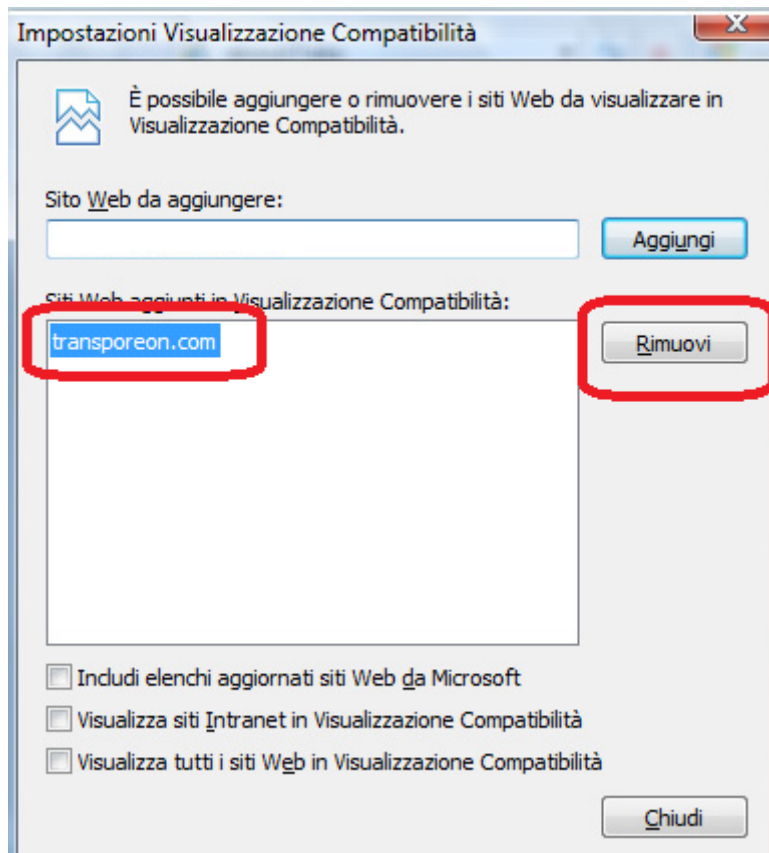 Impostazioni Visualizzazione Compatibilità
È possibile aggiungere o rimuovere i siti Web da visualizzare in
Visualizzazione Compatibilità.
Sito Web da aggiungere:
Aggiungi
Siti Web aggiunti in Visualizzazione Compatibilità:
transporeon.com
Rimuovi
Includi elenchi aggiornati siti Web da Microsoft
Visualizza siti Intranet in Visualizzazione Compatibilità
Visualizza tutti i siti Web in Visualizzazione Compatibilità
Chiudi